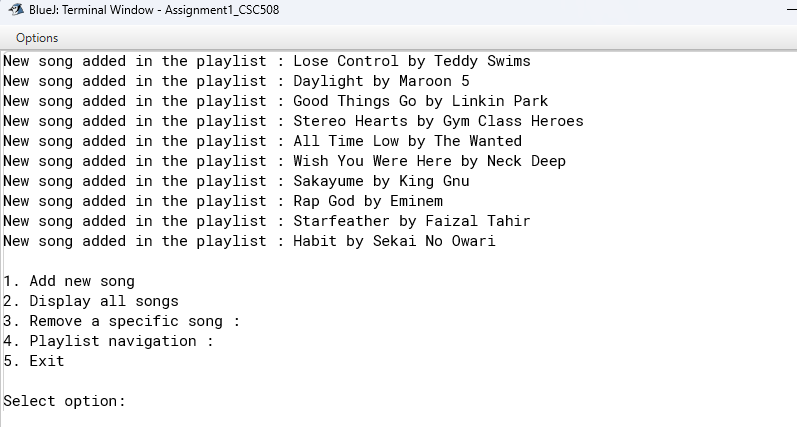 BlueJ: Terminal Window - Assignment1_CSC508
Options
New song added in the playlist : Lose Control by Teddy Swims
New song added in the playlist : Daylight by Maroon 5
New song added in the playlist : Good Things Go by Linkin Park
New song added in the playlist : Stereo Hearts by Gym Class Heroes
New song added in the playlist : All Time Low by The Wanted
New song added in the playlist : Wish You Were Here by Neck Deep
New song added in the playlist : Sakayume by King Gnu
New song added in the playlist : Rap God by Eminem
New song added in the playlist : Starfeather by Faizal Tahir
New song added in the playlist : Habit by Sekai No Owari
1. Add new song
2. Display all songs
3. Remove a specific song :
4. Playlist navigation :
5. Exit
Select option: